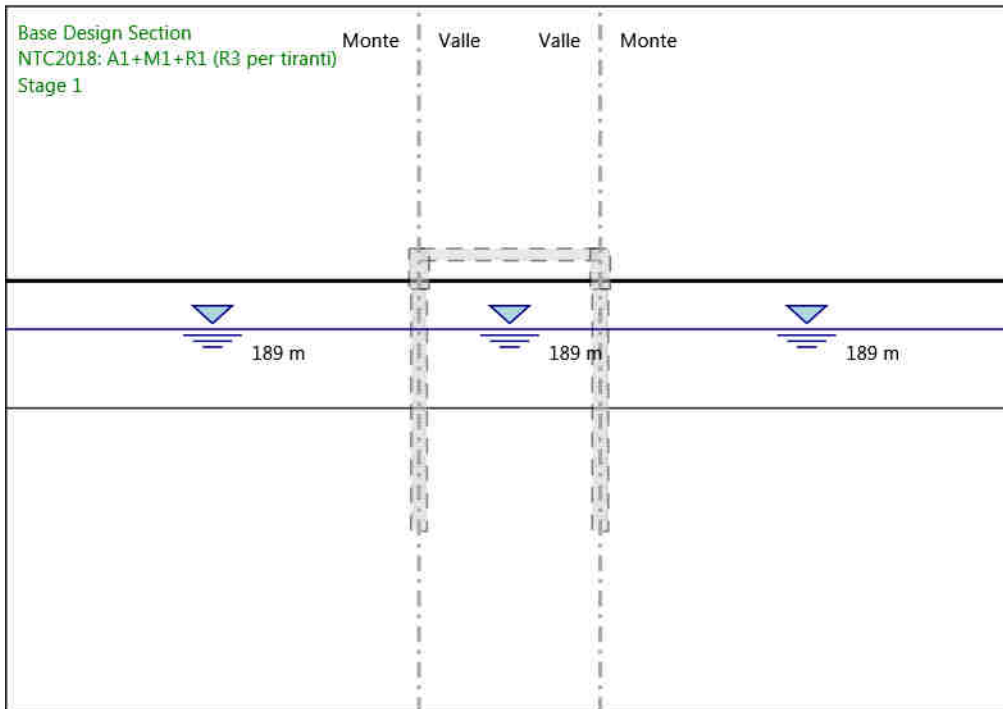 Base Design Section
NTC2018: A1+M1+R1 (R3 per tiranti)
Stage 1
Monte Valle Valle Monte
189 m 189 m 189 m